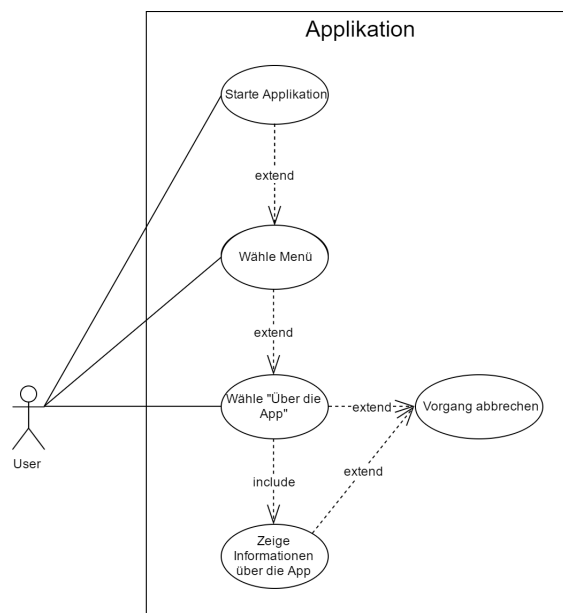 Applikation
Starte Applikation
extend
Wähle Menü
extend
Wähle "Über die
App"
extend
Vorgang abbrechen
User
extend
include
Zeige
Informationen
über die App